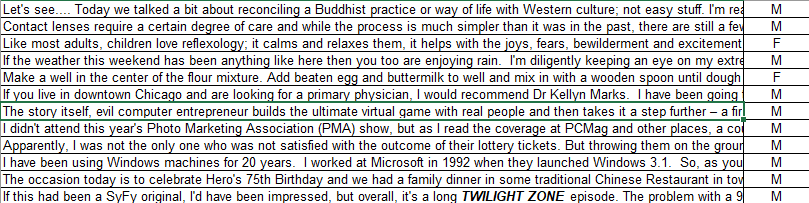 Let's see.... Today we talked a bit about reconciling a Buddhist practice or way of life with Western culture; not easy stuff. I'm rea M
Contact lenses require a certain degree of care and while the process is much simpler than it was in the past, there are still a few M
Like most adults, children love reflexology; it calms and relaxes them, it helps with the joys, fears, bewilderment and excitement F
If the weather this weekend has been anything like here then you too are enjoying rain.  I'm diligently keeping an eye on my extre M
Make a well in the center of the flour mixture. Add beaten egg and buttermilk to well and mix in with a wooden spoon until dough F
If you live in downtown Chicago and are looking for a primary physician, I would recommend Dr Kellyn Marks.  I have been going M
The story itself, evil computer entrepreneur builds the ultimate virtual game with real people and then takes it a step further – a fir M
I didn't attend this year's Photo Marketing Association (PMA) show, but as I read the coverage at PCMag and other places, a cou M
Apparently, I was not the only one who was not satisfied with the outcome of their lottery tickets. But throwing them on the groun M
I have been using Windows machines for 20 years.  I worked at Microsoft in 1992 when they launched Windows 3.1.  So, as you M
The occasion today is to celebrate Hero's 75th Birthday and we had a family dinner in some traditional Chinese Restaurant in tow M
If this had been a SyFy original, I'd have been impressed, but overall, it's a long TWILIGHT ZONE episode. The problem with a 9 M